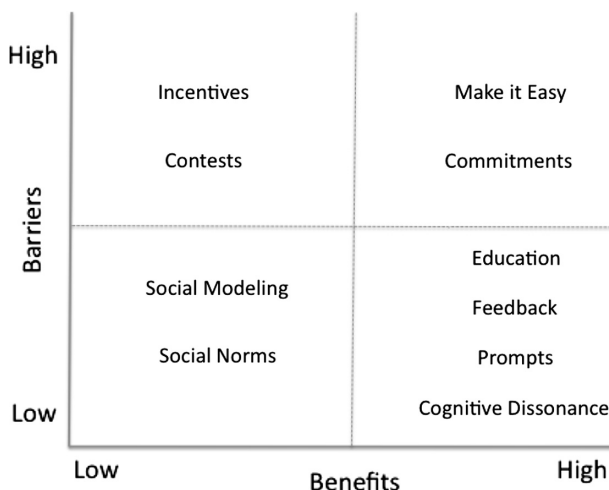 High
Incentives
Make it Easy
Contests
Commitments
Barriers
Education
Social Modeling
Feedback
Social Norms
Prompts
Cognitive Dissonance
Low
Low
Benefits
High